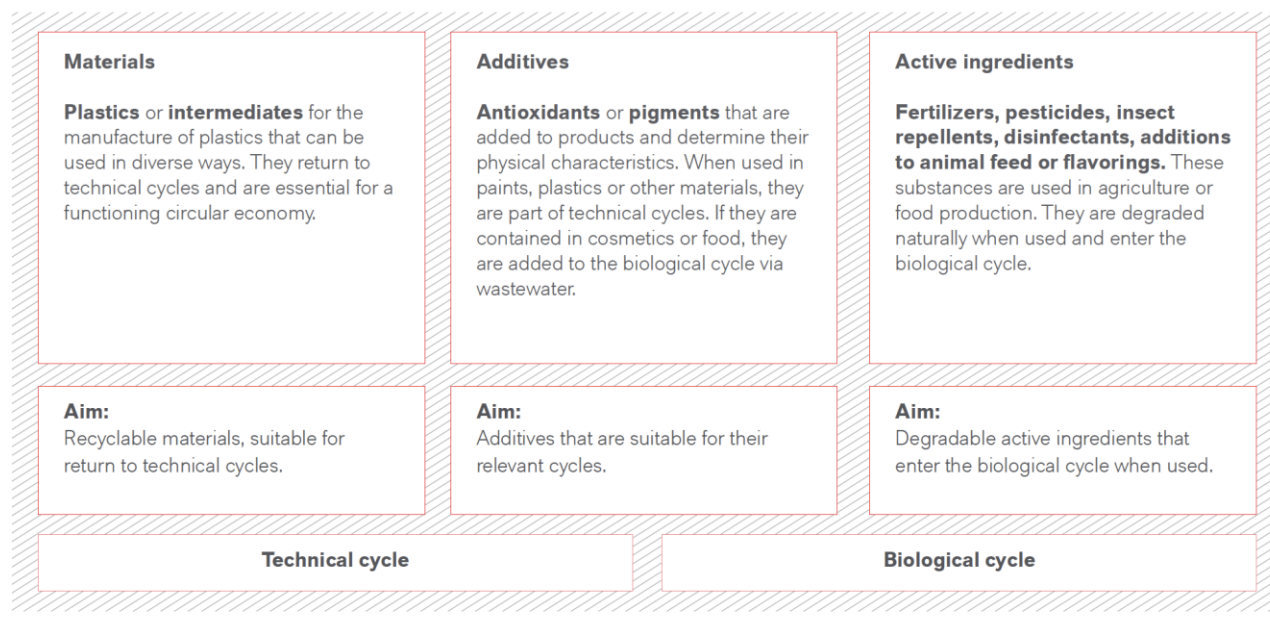 Materials
Plastics or intermediates for the
manufacture of plastics that can be
used in diverse ways. They return to
technical cycles and are essential for a
functioning circular economy.
Additives
Antioxidants or pigments that are
added to products and determine their
physical characteristics. When used in
paints, plastics or other materials, they
are part of technical cycles. If they are
contained in cosmetics or food, they
are added to the biological cycle via
wastewater.
Active ingredients
Fertilizers, pesticides, insect
repellents, disinfectants, additions
to animal feed or flavorings. These
substances are used in agriculture or
food production. They are degraded
naturally when used and enter the
biological cycle.
Aim:
Recyclable materials, suitable for
return to technical cycles.
Aim:
Additives that are suitable for their
relevant cycles.
Aim:
Degradable active ingredients that
enter the biological cycle when used.
Technical cycle
Biological cycle